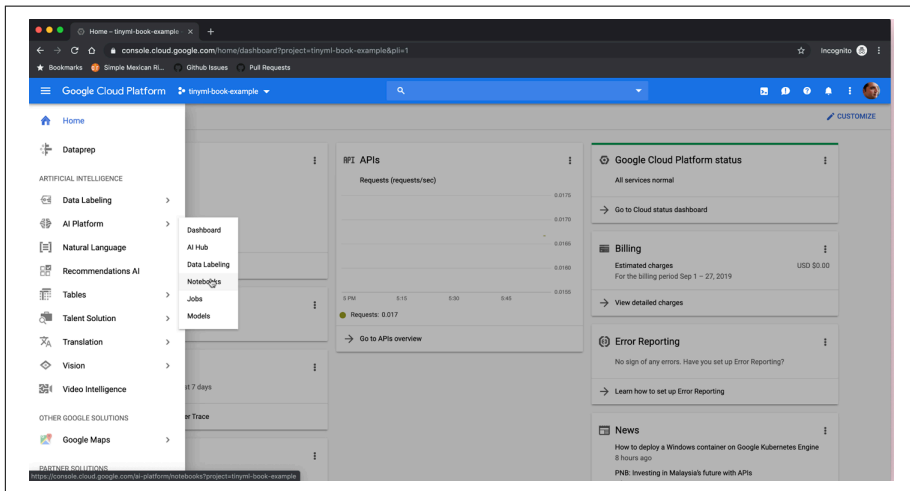 Home – tinyml-book-example
console.cloud.google.com/home/dashboard?project=tinyml-book-example&pli=1
Incognito
Bookmarks
Simple Mexican Ri...
Github Issues
Pull Requests
Google Cloud Platform
tinyml-book-example
Home
CUSTOMIZE
Dataprep
ARTIFICIAL INTELLIGENCE
Data Labeling
AI Platform
Natural Language
Recommendations AI
Tables
Talent Solution
Translation
Vision
Video Intelligence
OTHER GOOGLE SOLUTIONS
Google Maps
PARTNER SOLUTIONS
https://console.cloud.google.com/ai-platform/notebooks?project=tinyml-book-example
Dashboard
AI Hub
Data Labeling
Notebooks
Jobs
Models
st 7 days
er Trace
API APIs
Requests (requests/sec)
0.0175
0.0170
0.0165
0.0160
0.0155
5 PM 5:15 5:30 5:45
Requests: 0.017
Go to APIs overview
Google Cloud Platform status
All services normal
Go to Cloud status dashboard
Billing
Estimated charges USD $0.00
For the billing period Sep 1 – 27, 2019
View detailed charges
Error Reporting
No sign of any errors. Have you set up Error Reporting?
Learn how to set up Error Reporting
News
How to deploy a Windows container on Google Kubernetes Engine
8 hours ago
PNB: Investing in Malaysia's future with APIs